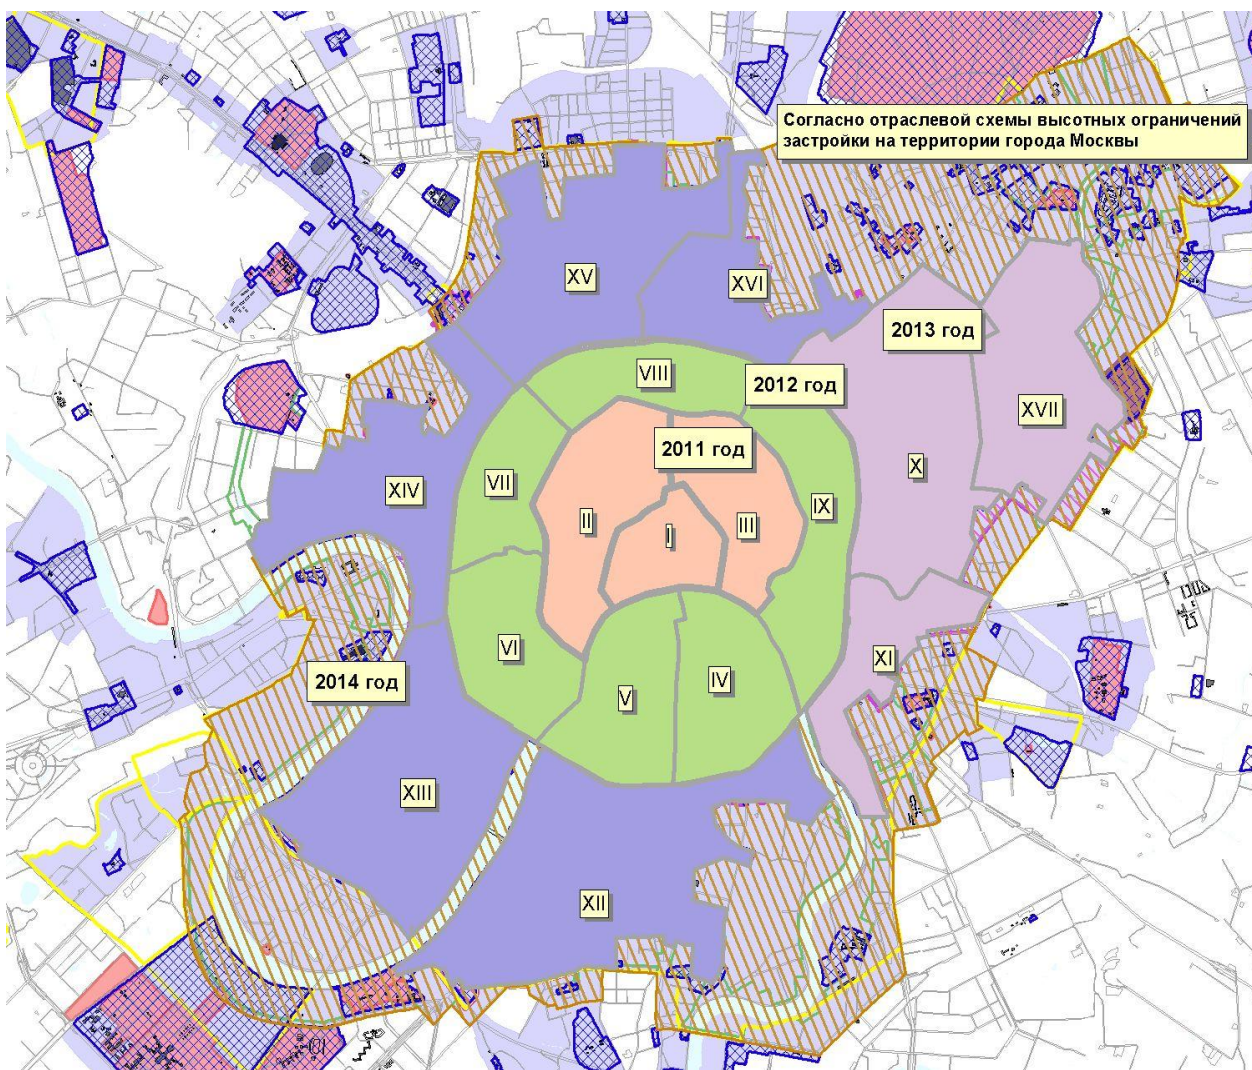 Согласно отраслевой схемы высотных ограничений
застройки на территории города Москвы
XV
XVI
2013 год
VIII
2012 год
XVII
2011 год
X
XIV
VII
IX
II
I
III
VI
XI
2014 год
V
IV
XIII
XII